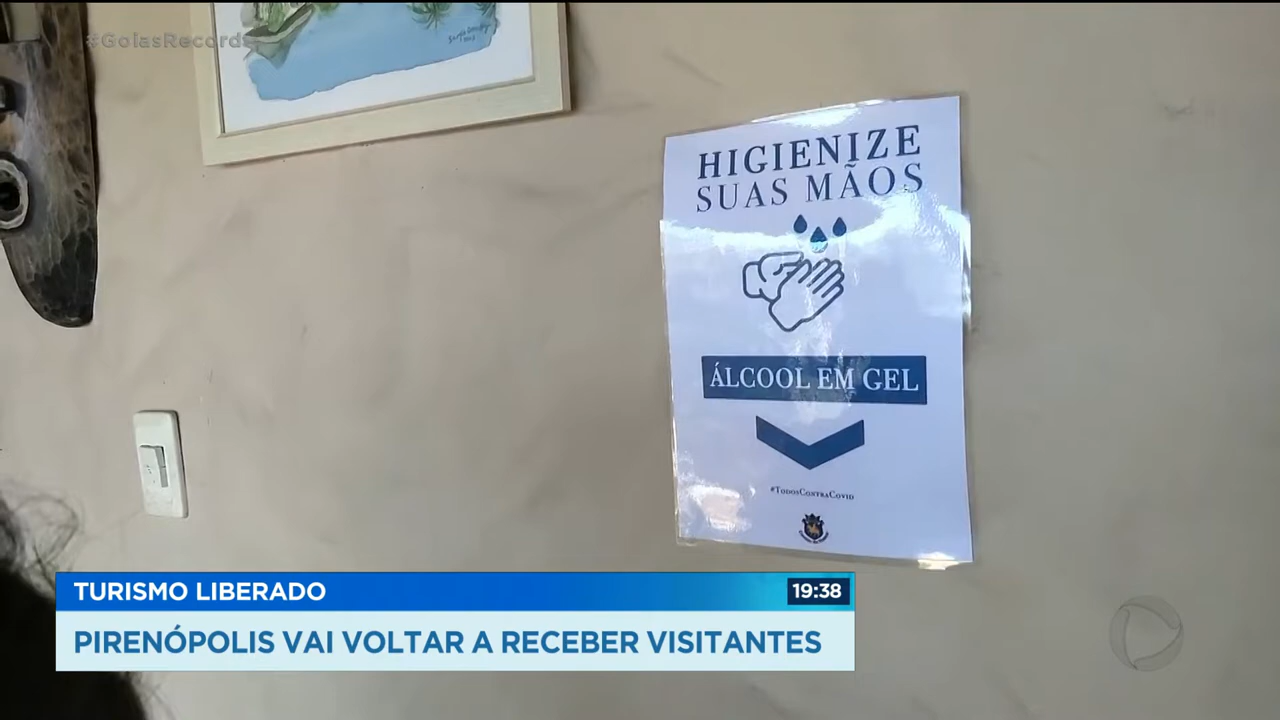 #GoiasRecord
HIGIENIZE
SUAS MÃOS
ÁLCOOL EM GEL
#TODOSCONTRACOVID
TURISMO LIBERADO
19:38
PIRENÓPOLIS VAI VOLTAR A RECEBER VISITANTES